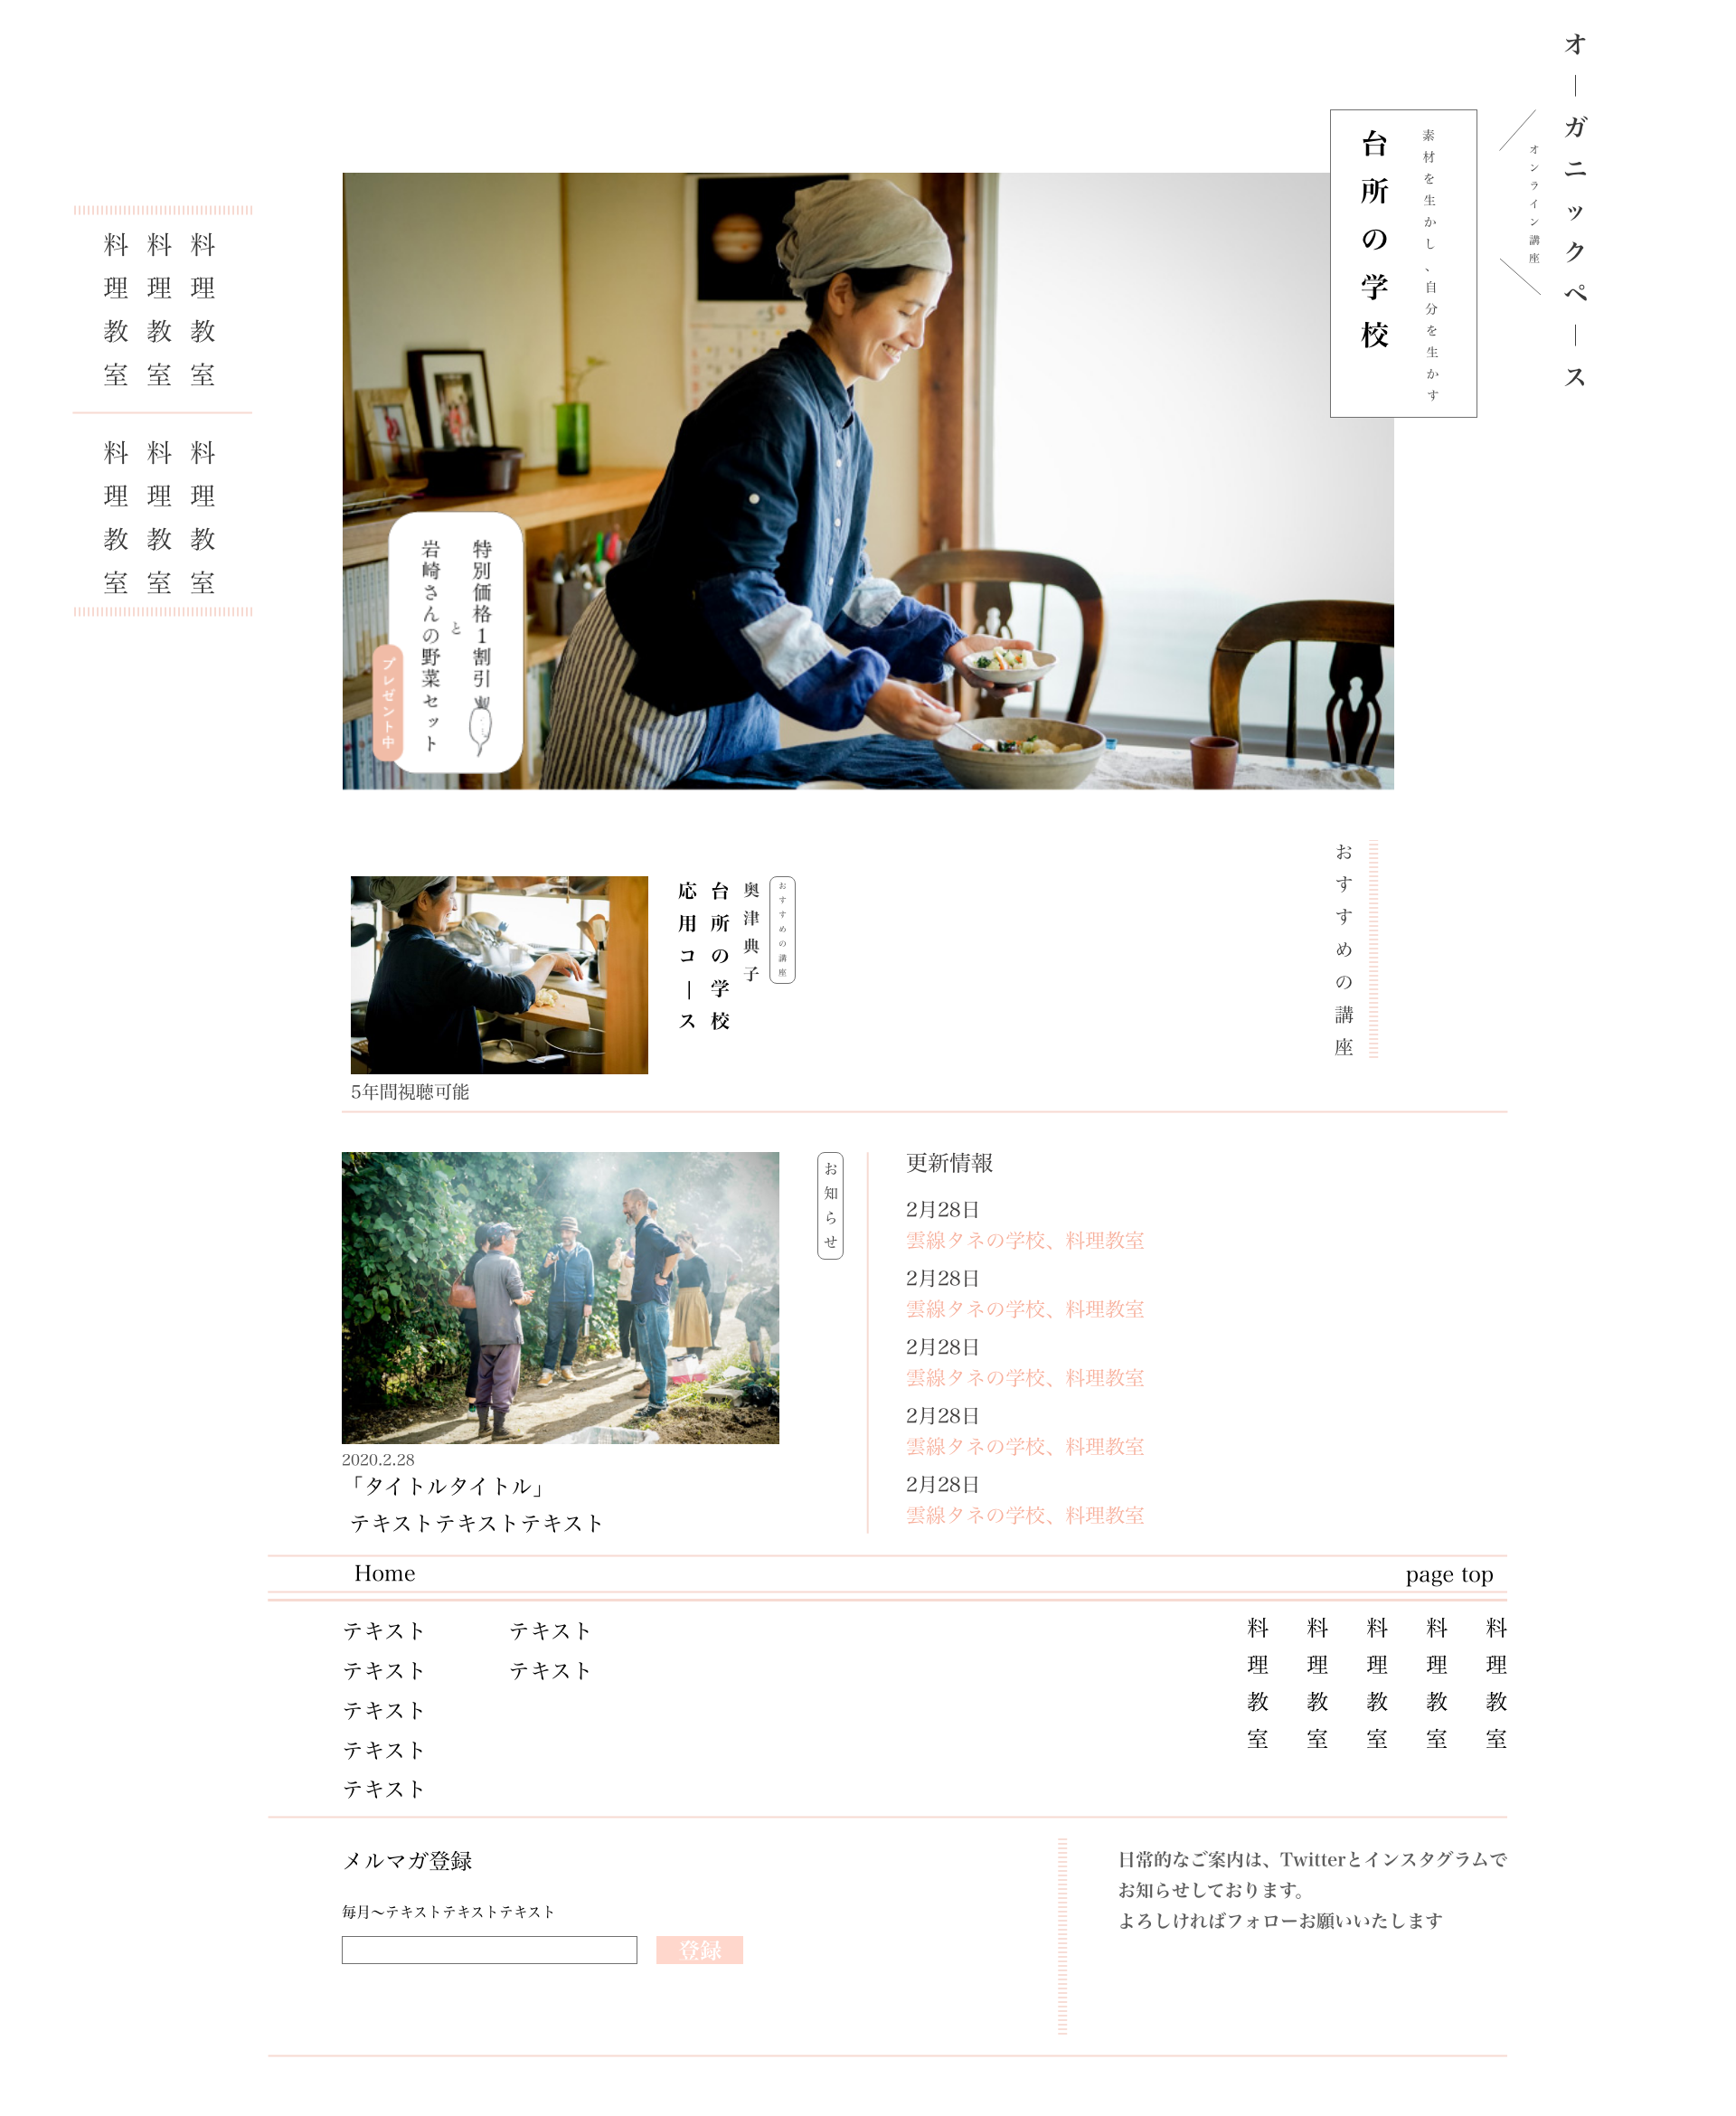 オーガニックベース
オンライン講座
素材を生かし、自分を生かす
台所の学校
料理教室
料理教室
料理教室
料理教室
料理教室
料理教室
特別価格1割引
と
岩崎さんの野菜セット
プレゼント中
おすすめの講座
おすすめの講座
奥津典子
台所の学校
応用コース
5年間視聴可能
お知らせ
2020.2.28
「タイトルタイトル」
テキストテキストテキスト
更新情報
2月28日
雲線タネの学校、料理教室
2月28日
雲線タネの学校、料理教室
2月28日
雲線タネの学校、料理教室
2月28日
雲線タネの学校、料理教室
2月28日
雲線タネの学校、料理教室
Home
page top
テキスト
テキスト
テキスト
テキスト
テキスト
テキスト
テキスト
料理教室
料理教室
料理教室
料理教室
料理教室
メルマガ登録
毎月〜テキストテキストテキスト
登録
日常的なご案内は、Twitterとインスタグラムで
お知らせしております。
よろしければフォローお願いいたします